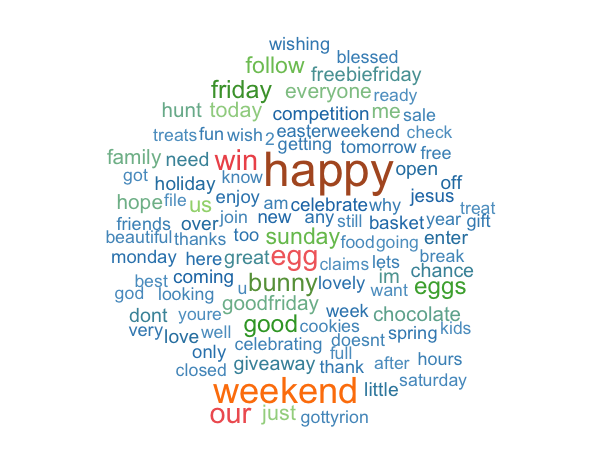 wishing
blessed
follow
freebiefriday
friday everyone ready
hunt today competition me sale
treats fun wish 2 easterweekend check
getting tomorrow free
family need win happy open
got holiday know off
hope file us enjoy am celebrate why jesus treat
friends over join new any still basket year gift
beautiful thanks too sunday food going enter
monday here great egg claims lets break
best coming u bunny lovely im chance
god looking goodfriday want eggs
dont youre good week chocolate
very love well cookies doesnt spring kids
only celebrating full
closed giveaway thank after hours
weekend little saturday
our just gottyrion